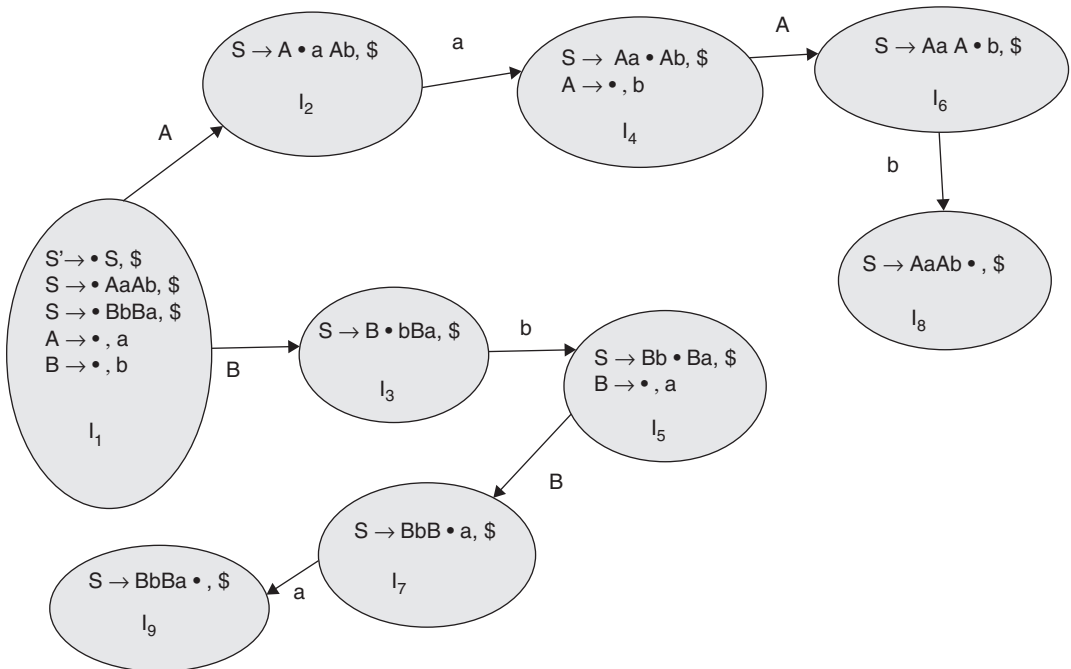 S → A • a Ab, $
I2
a
S → Aa • Ab, $
A → • , b
I4
A
S → Aa A • b, $
I6
A
b
S' → • S, $
S → • AaAb, $
S → • BbBa, $
A → • , a
B → • , b
I1
B
S → B • bBa, $
I3
b
S → Bb • Ba, $
B → • , a
I5
S → AaAb • , $
I8
B
S → BbB • a, $
I7
a
S → BbBa • , $
I9